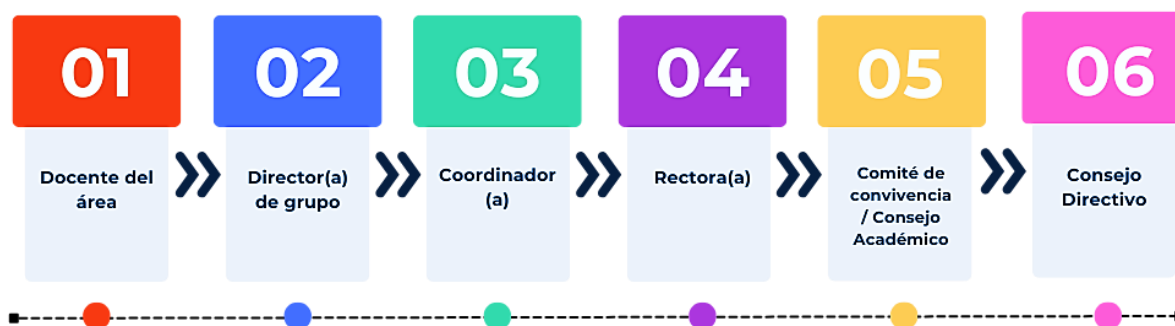 01
02
03
04
05
06
Docente del
área
Director(a)
de grupo
Coordinador
(a)
Rectora(a)
Comité de
convivencia
/ Consejo
Académico
Consejo
Directivo